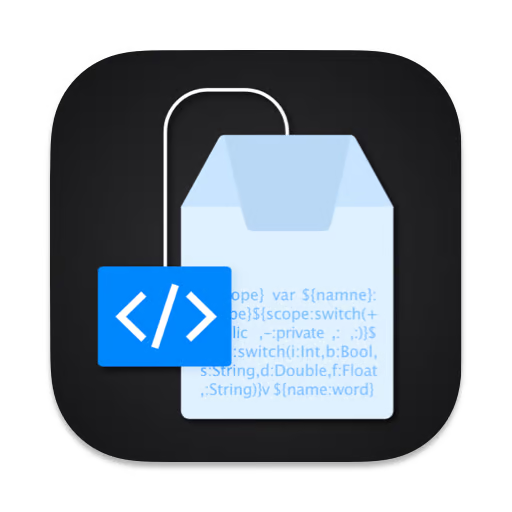 </>
ope} var ${namne}:
pe}${scope:switch(+
lic ,-:private ,: ,:)}$
:switch(i:Int,b:Bool,
s:String,d:Double,f:Float
,:String)}v ${name:word}